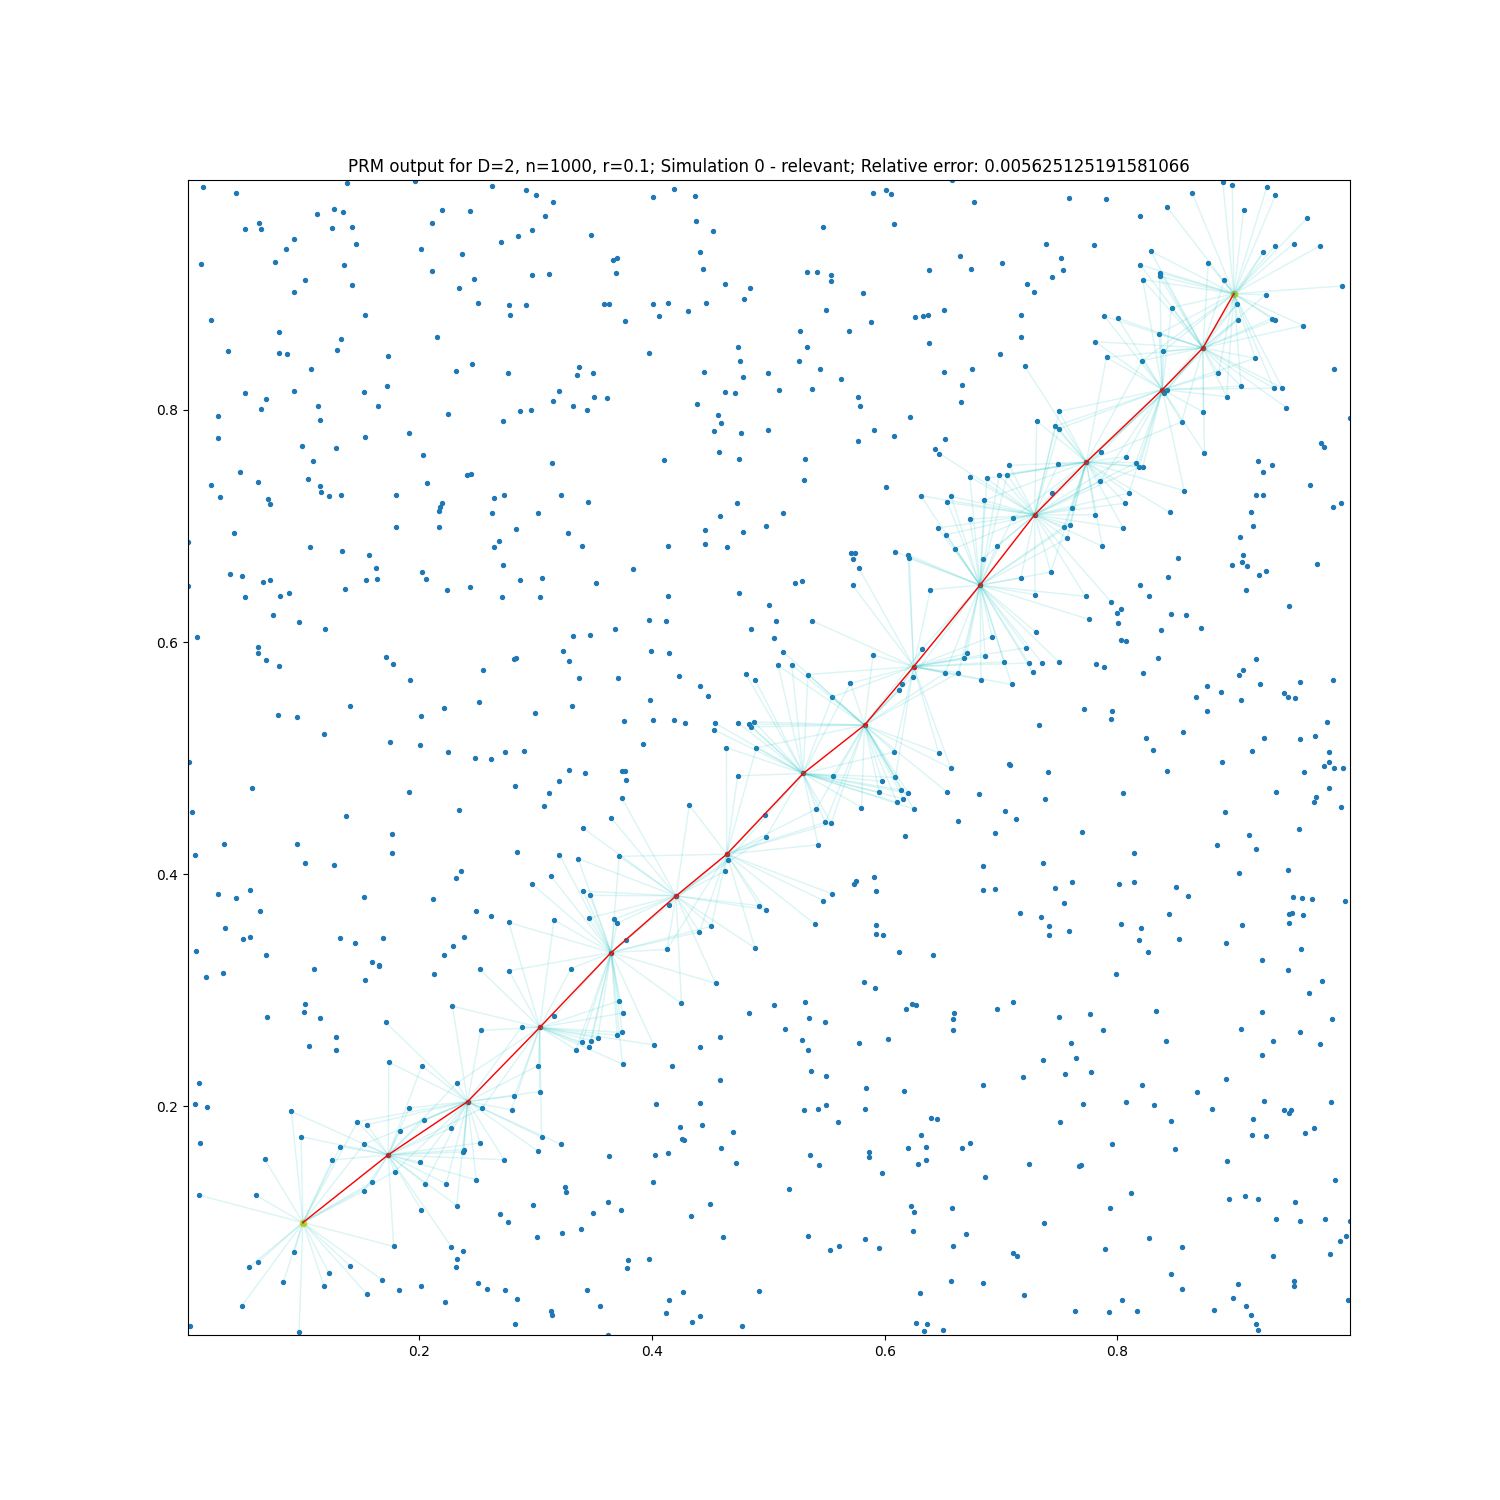 PRM output for D=2, n=1000, r=0.1; Simulation 0 - relevant; Relative error: 0.005625125191581066
0.8
0.6
0.4
0.2
0.2 0.4 0.6 0.8